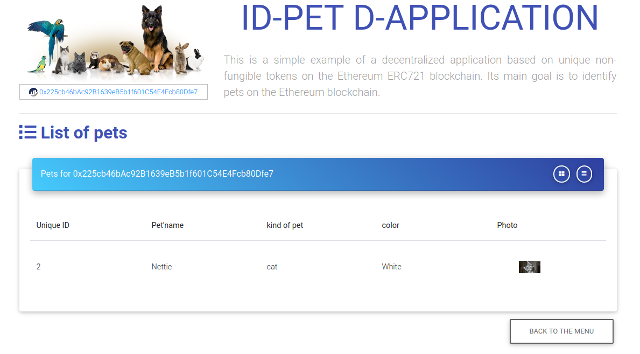 ID-PET D-APPLICATION
This is a simple example of a decentralized application based on unique non-
fungible tokens on the Ethereum ERC721 blockchain. Its main goal is to identify
pets on the Ethereum blockchain.
0x225cb46bAc92B1639eB5b1f601C54E4Fcb80Dfe7
List of pets
Pets for 0x225cb46bAc92B1639eB5b1f601C54E4Fcb80Dfe7
Unique ID Pet'name kind of pet color Photo
2 Nettie cat White
BACK TO THE MENU